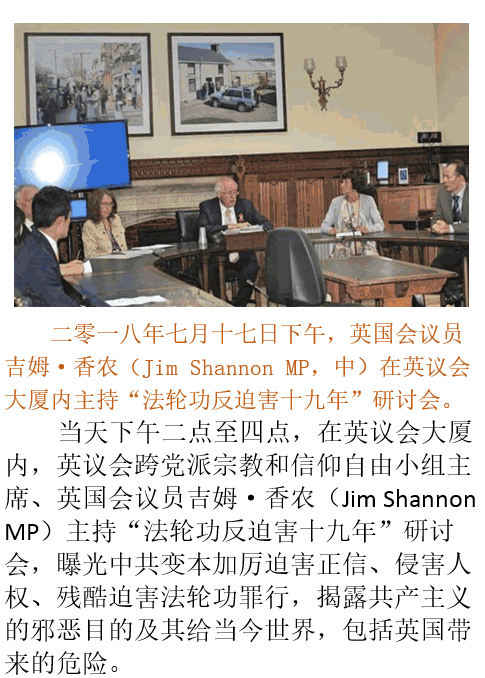 二零一八年七月十七日下午，英国会议员
吉姆·香农（Jim Shannon MP，中）在英议会
大厦内主持“法轮功反迫害十九年”研讨会。
当天下午二点至四点，在英议会大厦
内，英议会跨党派宗教和信仰自由小组主
席、英国会议员吉姆·香农（Jim Shannon
MP）主持“法轮功反迫害十九年”研讨
会，曝光中共变本加厉迫害正信、侵害人
权、残酷迫害法轮功罪行，揭露共产主义
的邪恶目的及其给当今世界，包括英国带
来的危险。